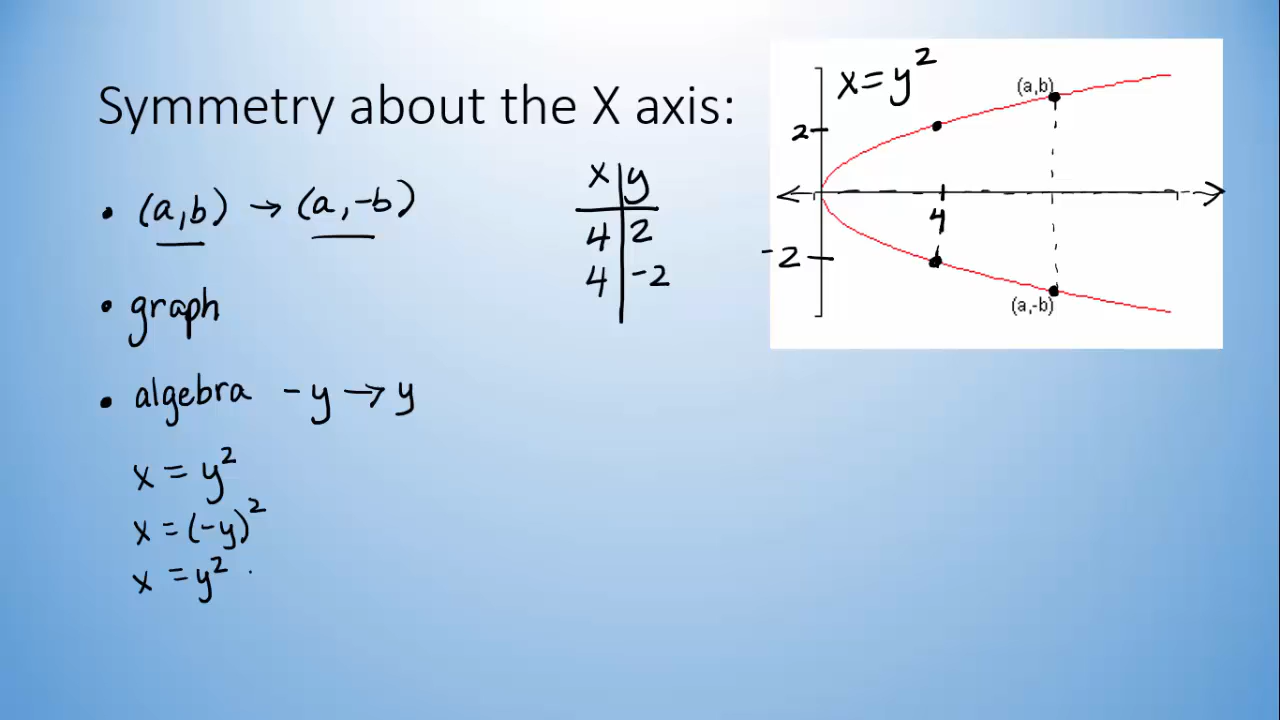 Symmetry about the X axis:
• (a,b) → (a,-b)
• graph
• algebra -y → y
x = y²
x = (-y)²
x = y²
x | y
4 | 2
4 | -2
x = y²
(a,b)
2
4
-2
(a,-b)